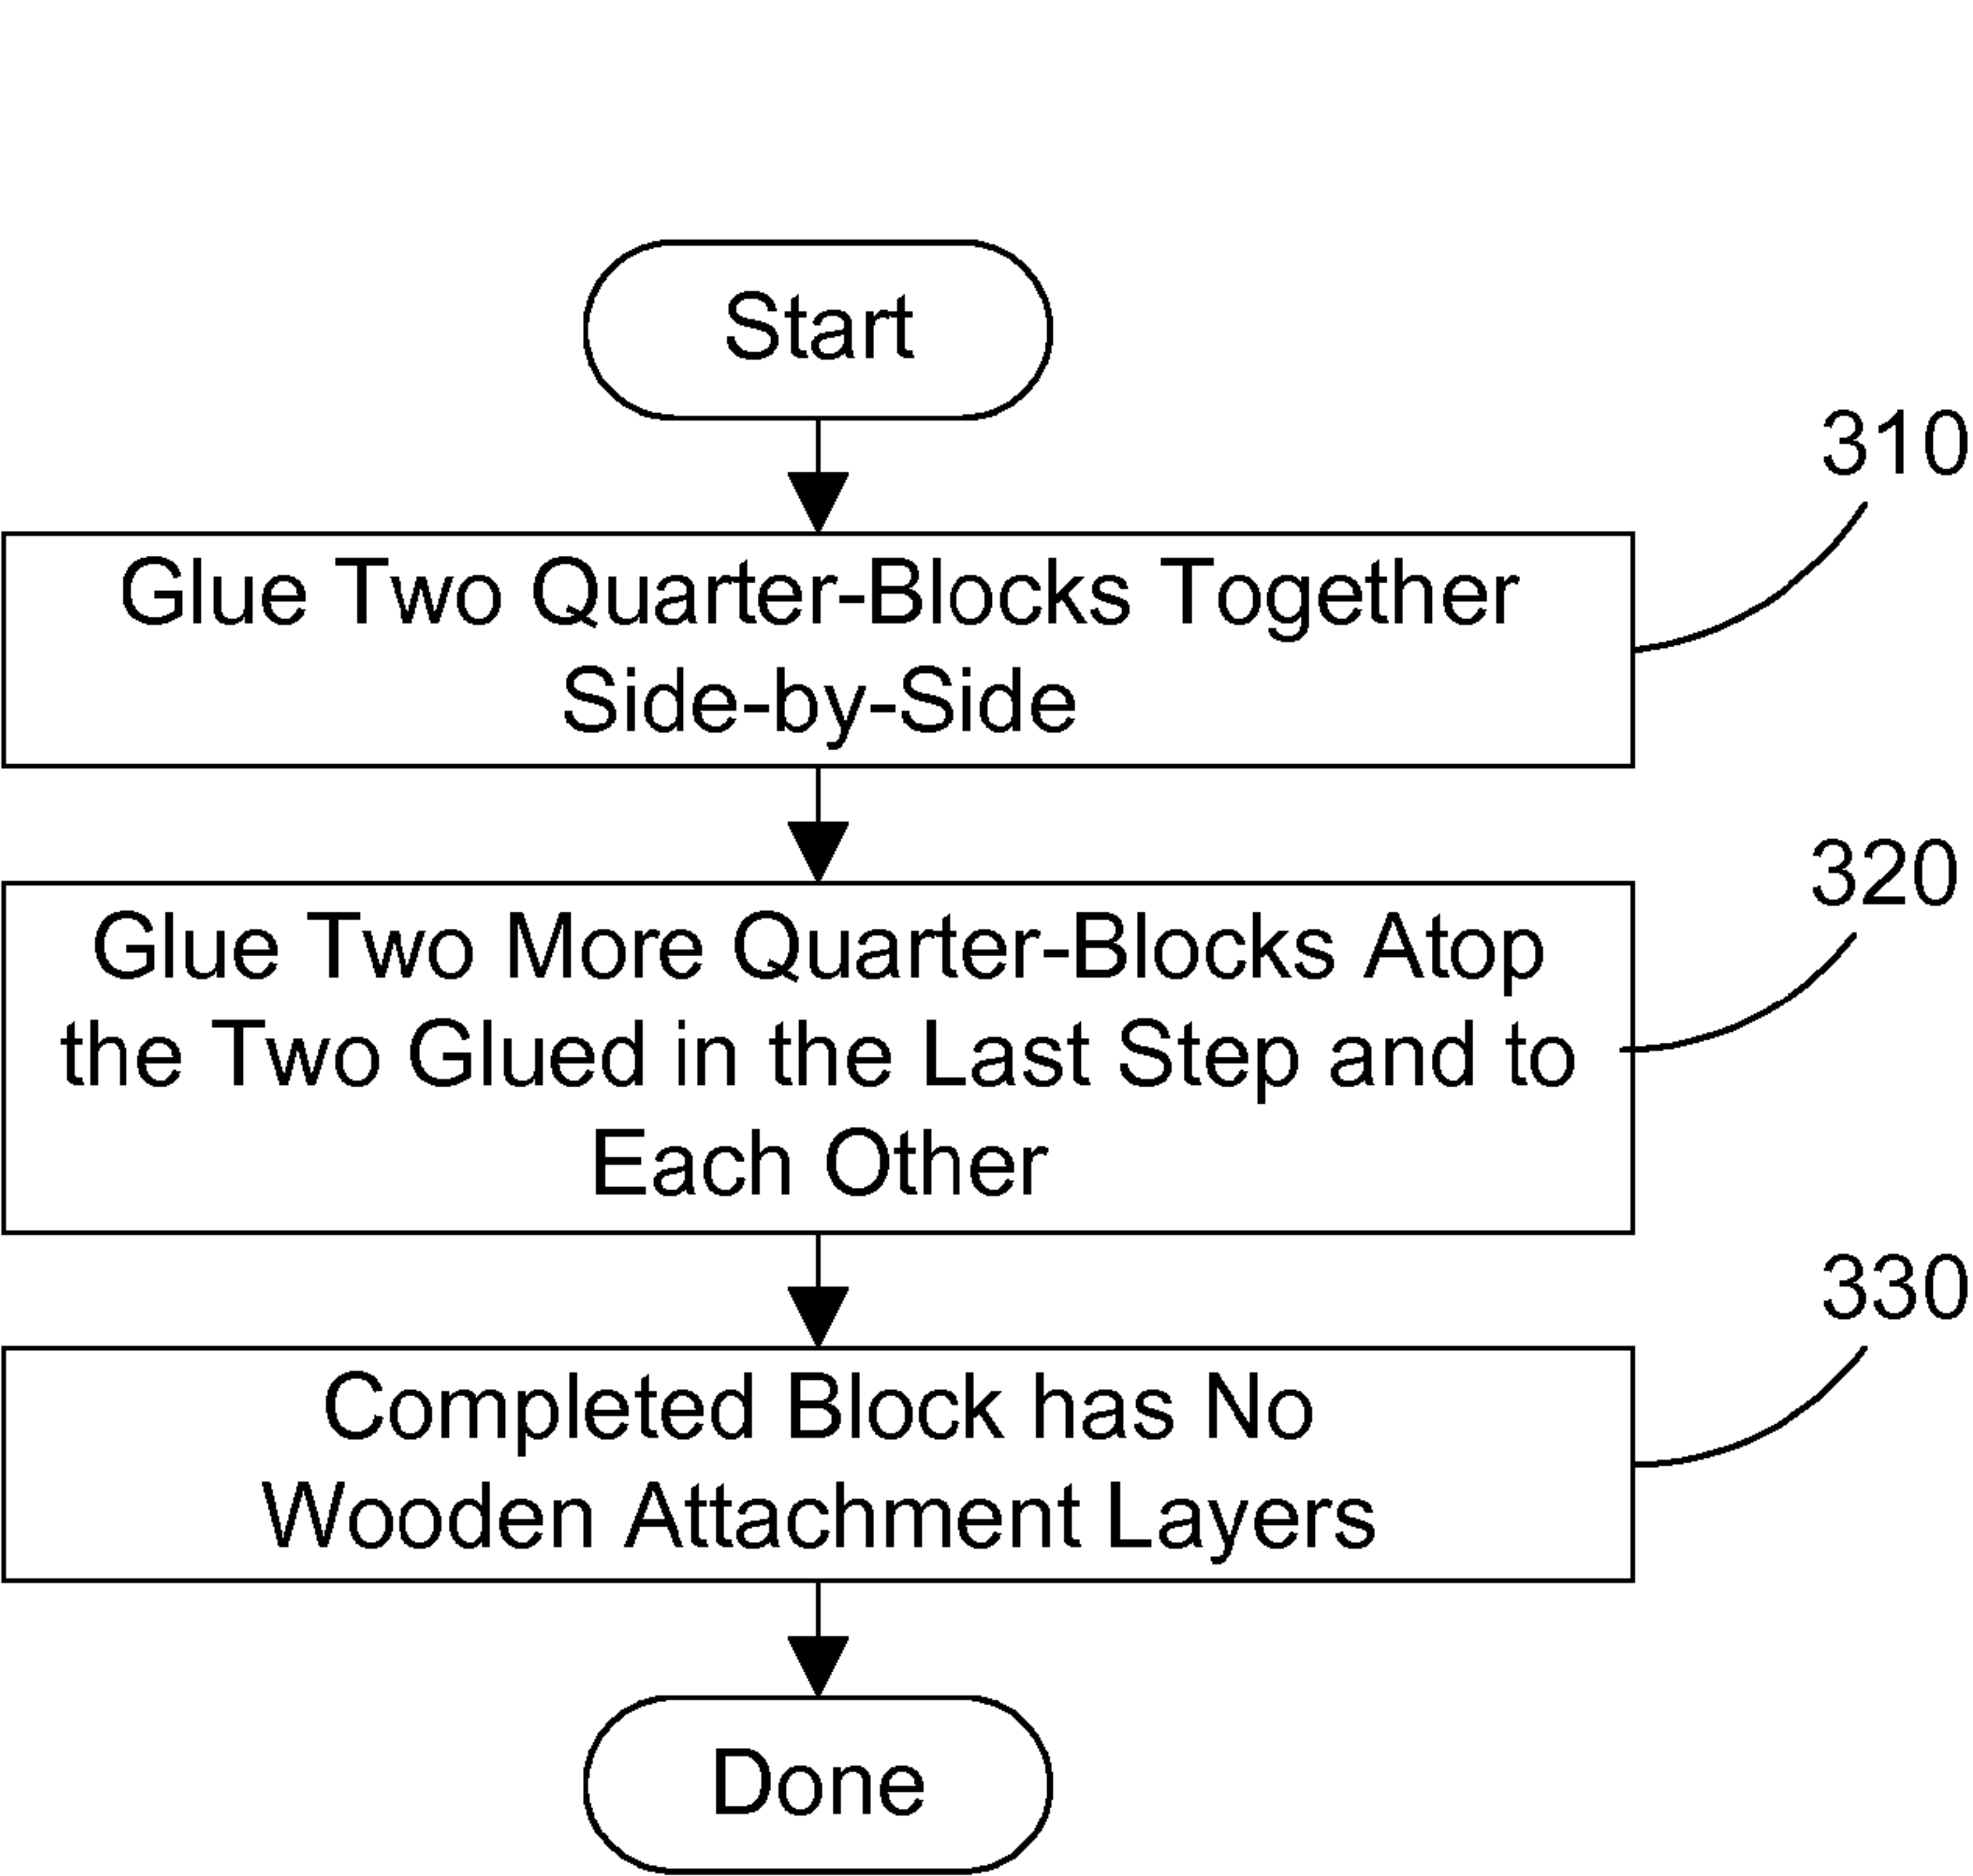 Start
310
Glue Two Quarter-Blocks Together
Side-by-Side
320
Glue Two More Quarter-Blocks Atop
the Two Glued in the Last Step and to
Each Other
330
Completed Block has No
Wooden Attachment Layers
Done